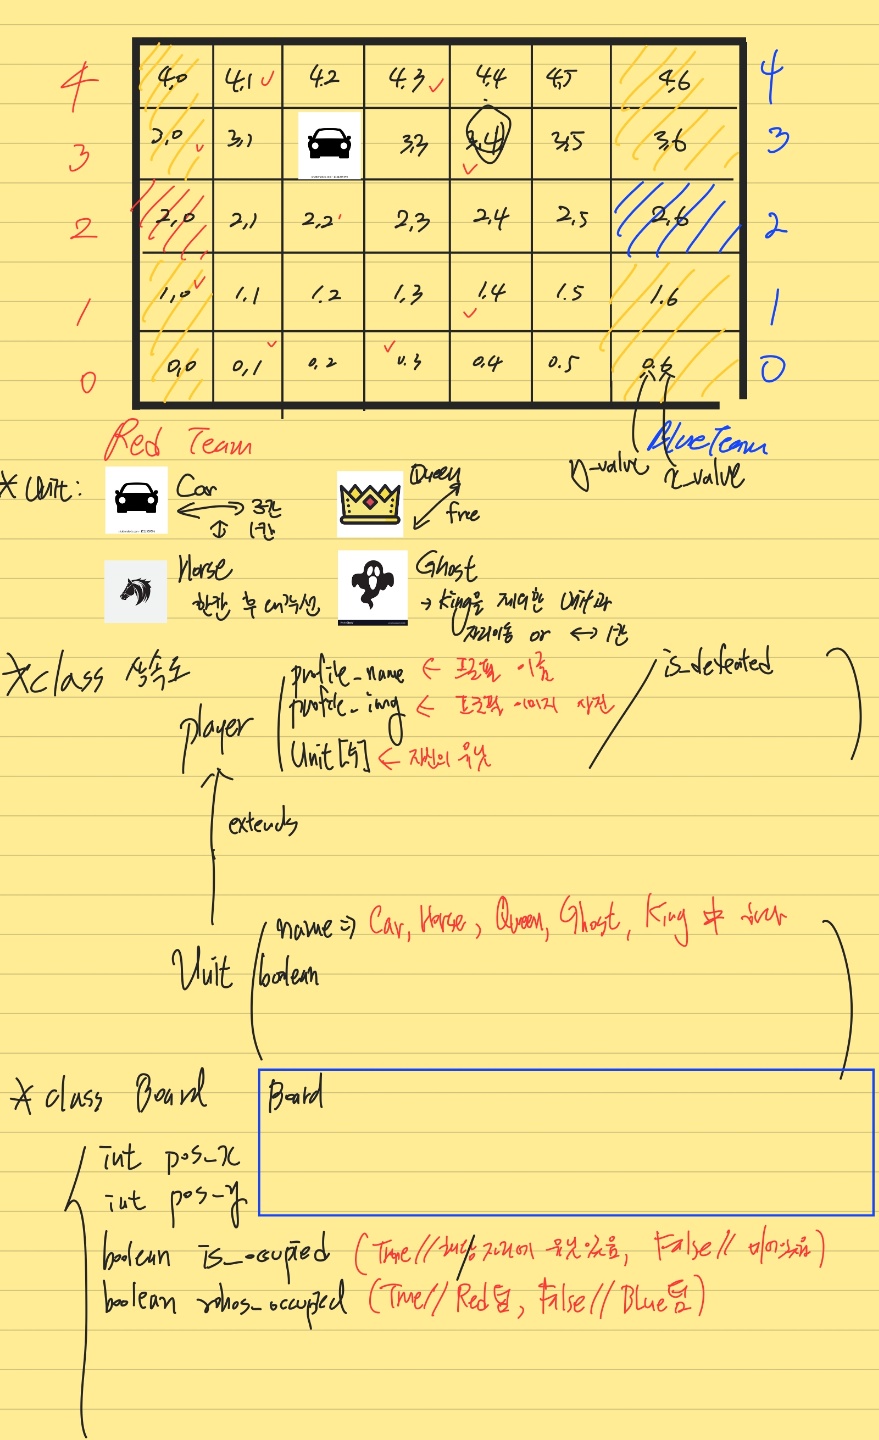 4 4,0 4,1 4.2 4.3 4,4 4,5 4,6 4
3 3,0 3,1 3,3 3,4 3,5 3,6 3
2 2,0 2,1 2,2 2,3 2,4 2,5 2,6 2
1 1,0 1.1 1.2 1,3 1.4 1.5 1.6 1
0 0,0 0,1 0.2 0.3 0.4 0.5 0.6 0
Red Team Blue Team
y-value x_value
* Unit: Car Queen
3칸 free
1칸
Horse Ghost
한칸 후 대각선 → King을 제외한 Unit과
자리이동 or ↔ 1칸
*class 상속도
player
profile_name ← 프로필 이름 is_defeated
profile_img ← 프로필 이미지 사진
Unit[5] ← 자신의 유닛
extends
name => Car, Horse, Queen, Ghost, King 中 하나
Unit boolean
* class Board Board
int pos_x
int pos-y
boolean is_occupied (True// 해당 자리에 유닛있음, False// 비어있음)
boolean whos_occupied (True// Red팀, False// Blue팀)